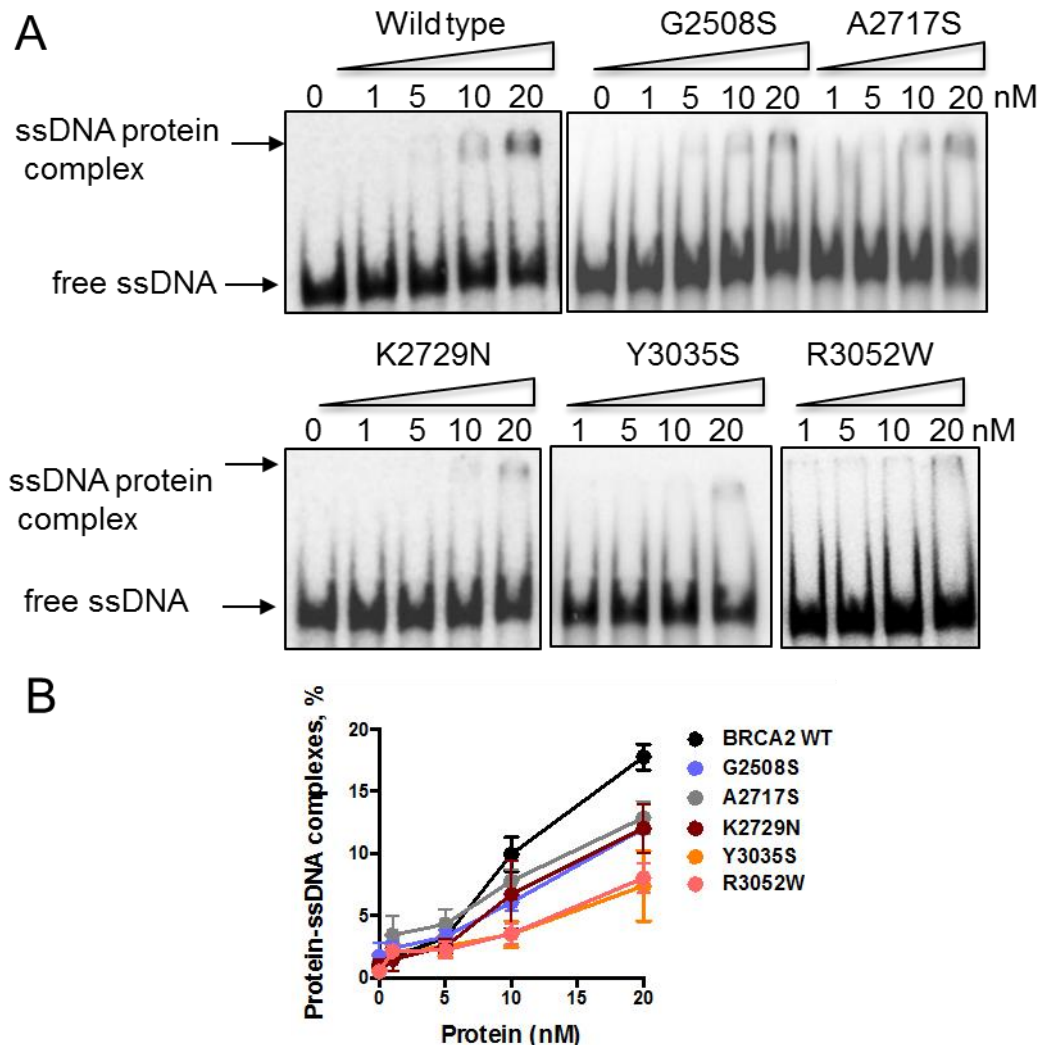 A
Wild type G2508S A2717S
0 1 5 10 20 0 1 5 10 20 1 5 10 20 nM
ssDNA protein
complex
free ssDNA
K2729N Y3035S R3052W
0 1 5 10 20 1 5 10 20 1 5 10 20 nM
ssDNA protein
complex
free ssDNA
B
Protein-ssDNA complexes, %
20
15
10
5
0
0 5 10 15 20
Protein (nM)
BRCA2 WT
G2508S
A2717S
K2729N
Y3035S
R3052W